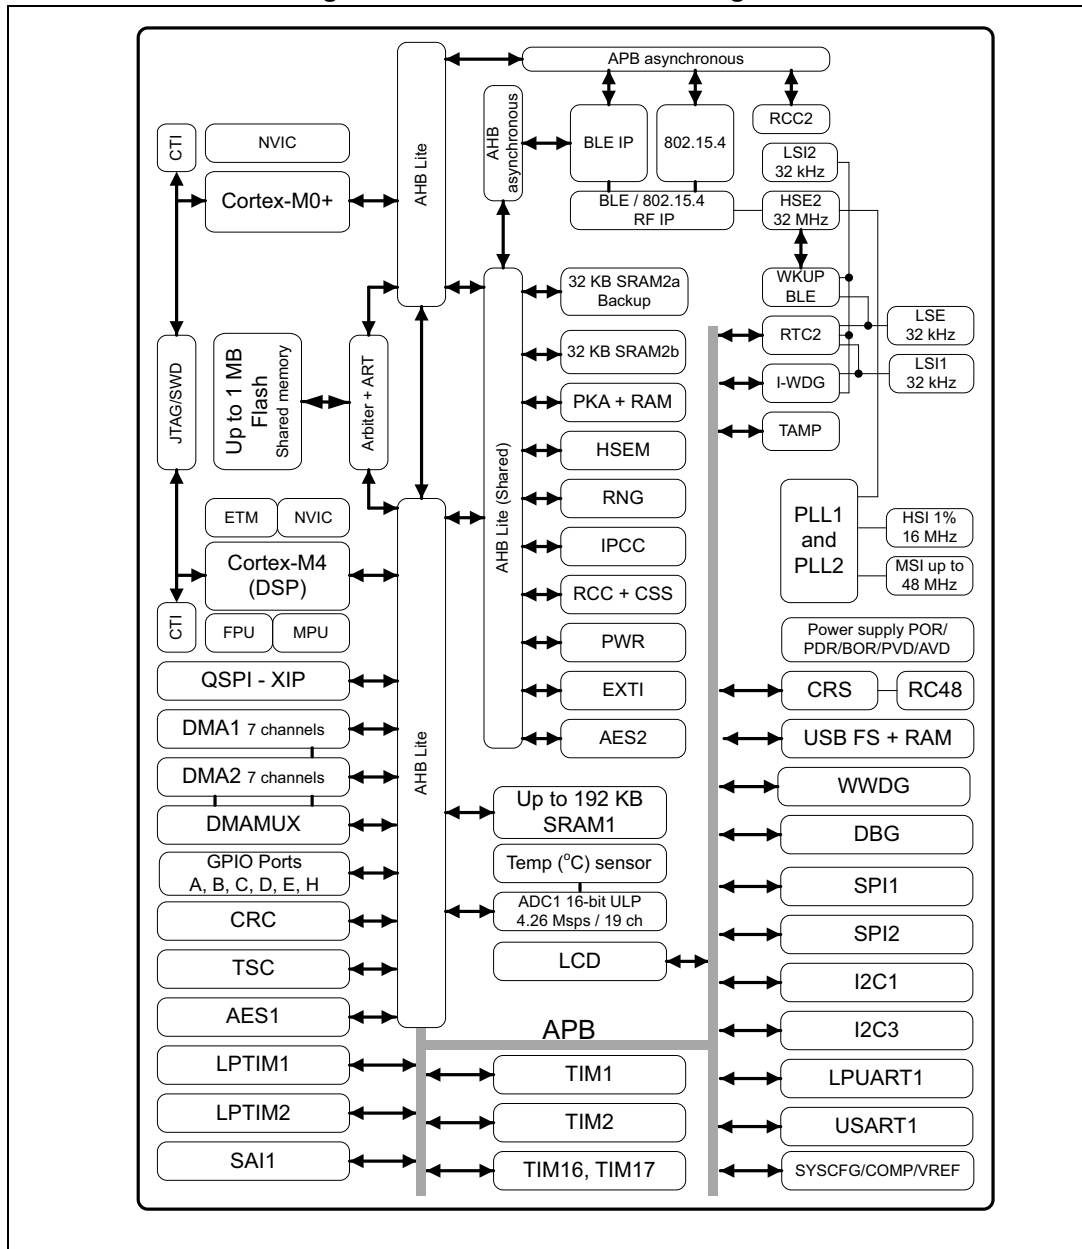 APB asynchronous
AHB Lite
AHB
asynchronous
BLE IP
802.15.4
RCC2
CTI
NVIC
LSI2
32 kHz
Cortex-M0+
BLE / 802.15.4
RF IP
HSE2
32 MHz
32 KB SRAM2a
Backup
WKUP
BLE
LSE
32 kHz
RTC2
JTAG/SWD
Up to 1 MB
Flash
Shared memory
Arbiter + ART
AHB Lite (Shared)
32 KB SRAM2b
LSI1
32 kHz
I-WDG
PKA + RAM
TAMP
HSEM
RNG
PLL1
and
PLL2
HSI 1%
16 MHz
ETM
NVIC
IPCC
MSI up to
48 MHz
Cortex-M4
(DSP)
RCC + CSS
CTI
FPU
MPU
PWR
Power supply POR/
PDR/BOR/PVD/AVD
QSPI - XIP
EXTI
CRS
RC48
DMA1 7 channels
AES2
USB FS + RAM
DMA2 7 channels
AHB Lite
WWDG
DMAMUX
Up to 192 KB
SRAM1
DBG
GPIO Ports
A, B, C, D, E, H
Temp (oC) sensor
SPI1
CRC
ADC1 16-bit ULP
4.26 Msps / 19 ch
SPI2
TSC
LCD
I2C1
AES1
APB
I2C3
LPTIM1
TIM1
LPUART1
LPTIM2
TIM2
USART1
SAI1
TIM16, TIM17
SYSCFG/COMP/VREF